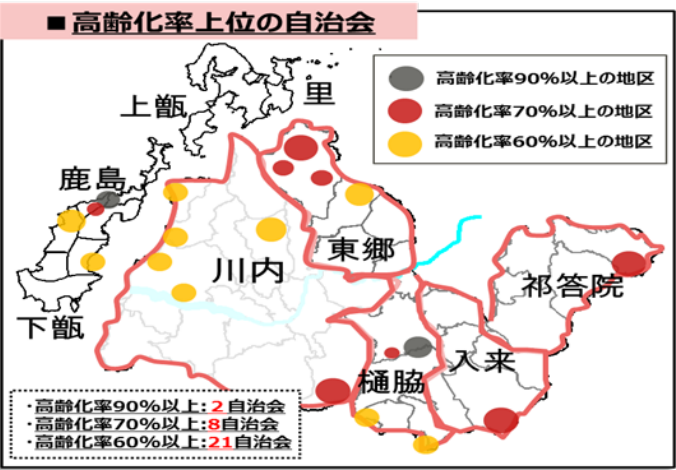 ■高齢化率上位の自治会
高齢化率90%以上の地区
高齢化率70%以上の地区
高齢化率60%以上の地区
里
上甑
鹿島
下甑
東郷
川内
祁答院
入来
樋脇
・高齢化率90%以上:2自治会
・高齢化率70%以上:8自治会
・高齢化率60%以上:21自治会